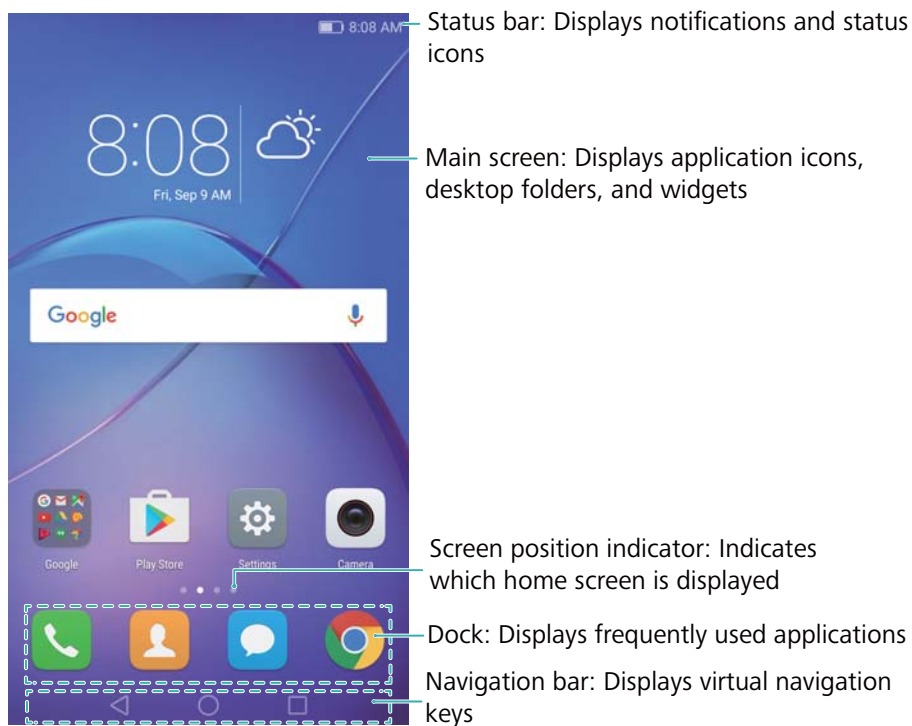 8:08 AM
Status bar: Displays notifications and status
icons
8:08
Fri, Sep 9 AM
Main screen: Displays application icons,
desktop folders, and widgets
Google
Google
Play Store
Settings
Camera
Screen position indicator: Indicates
which home screen is displayed
Dock: Displays frequently used applications
Navigation bar: Displays virtual navigation
keys